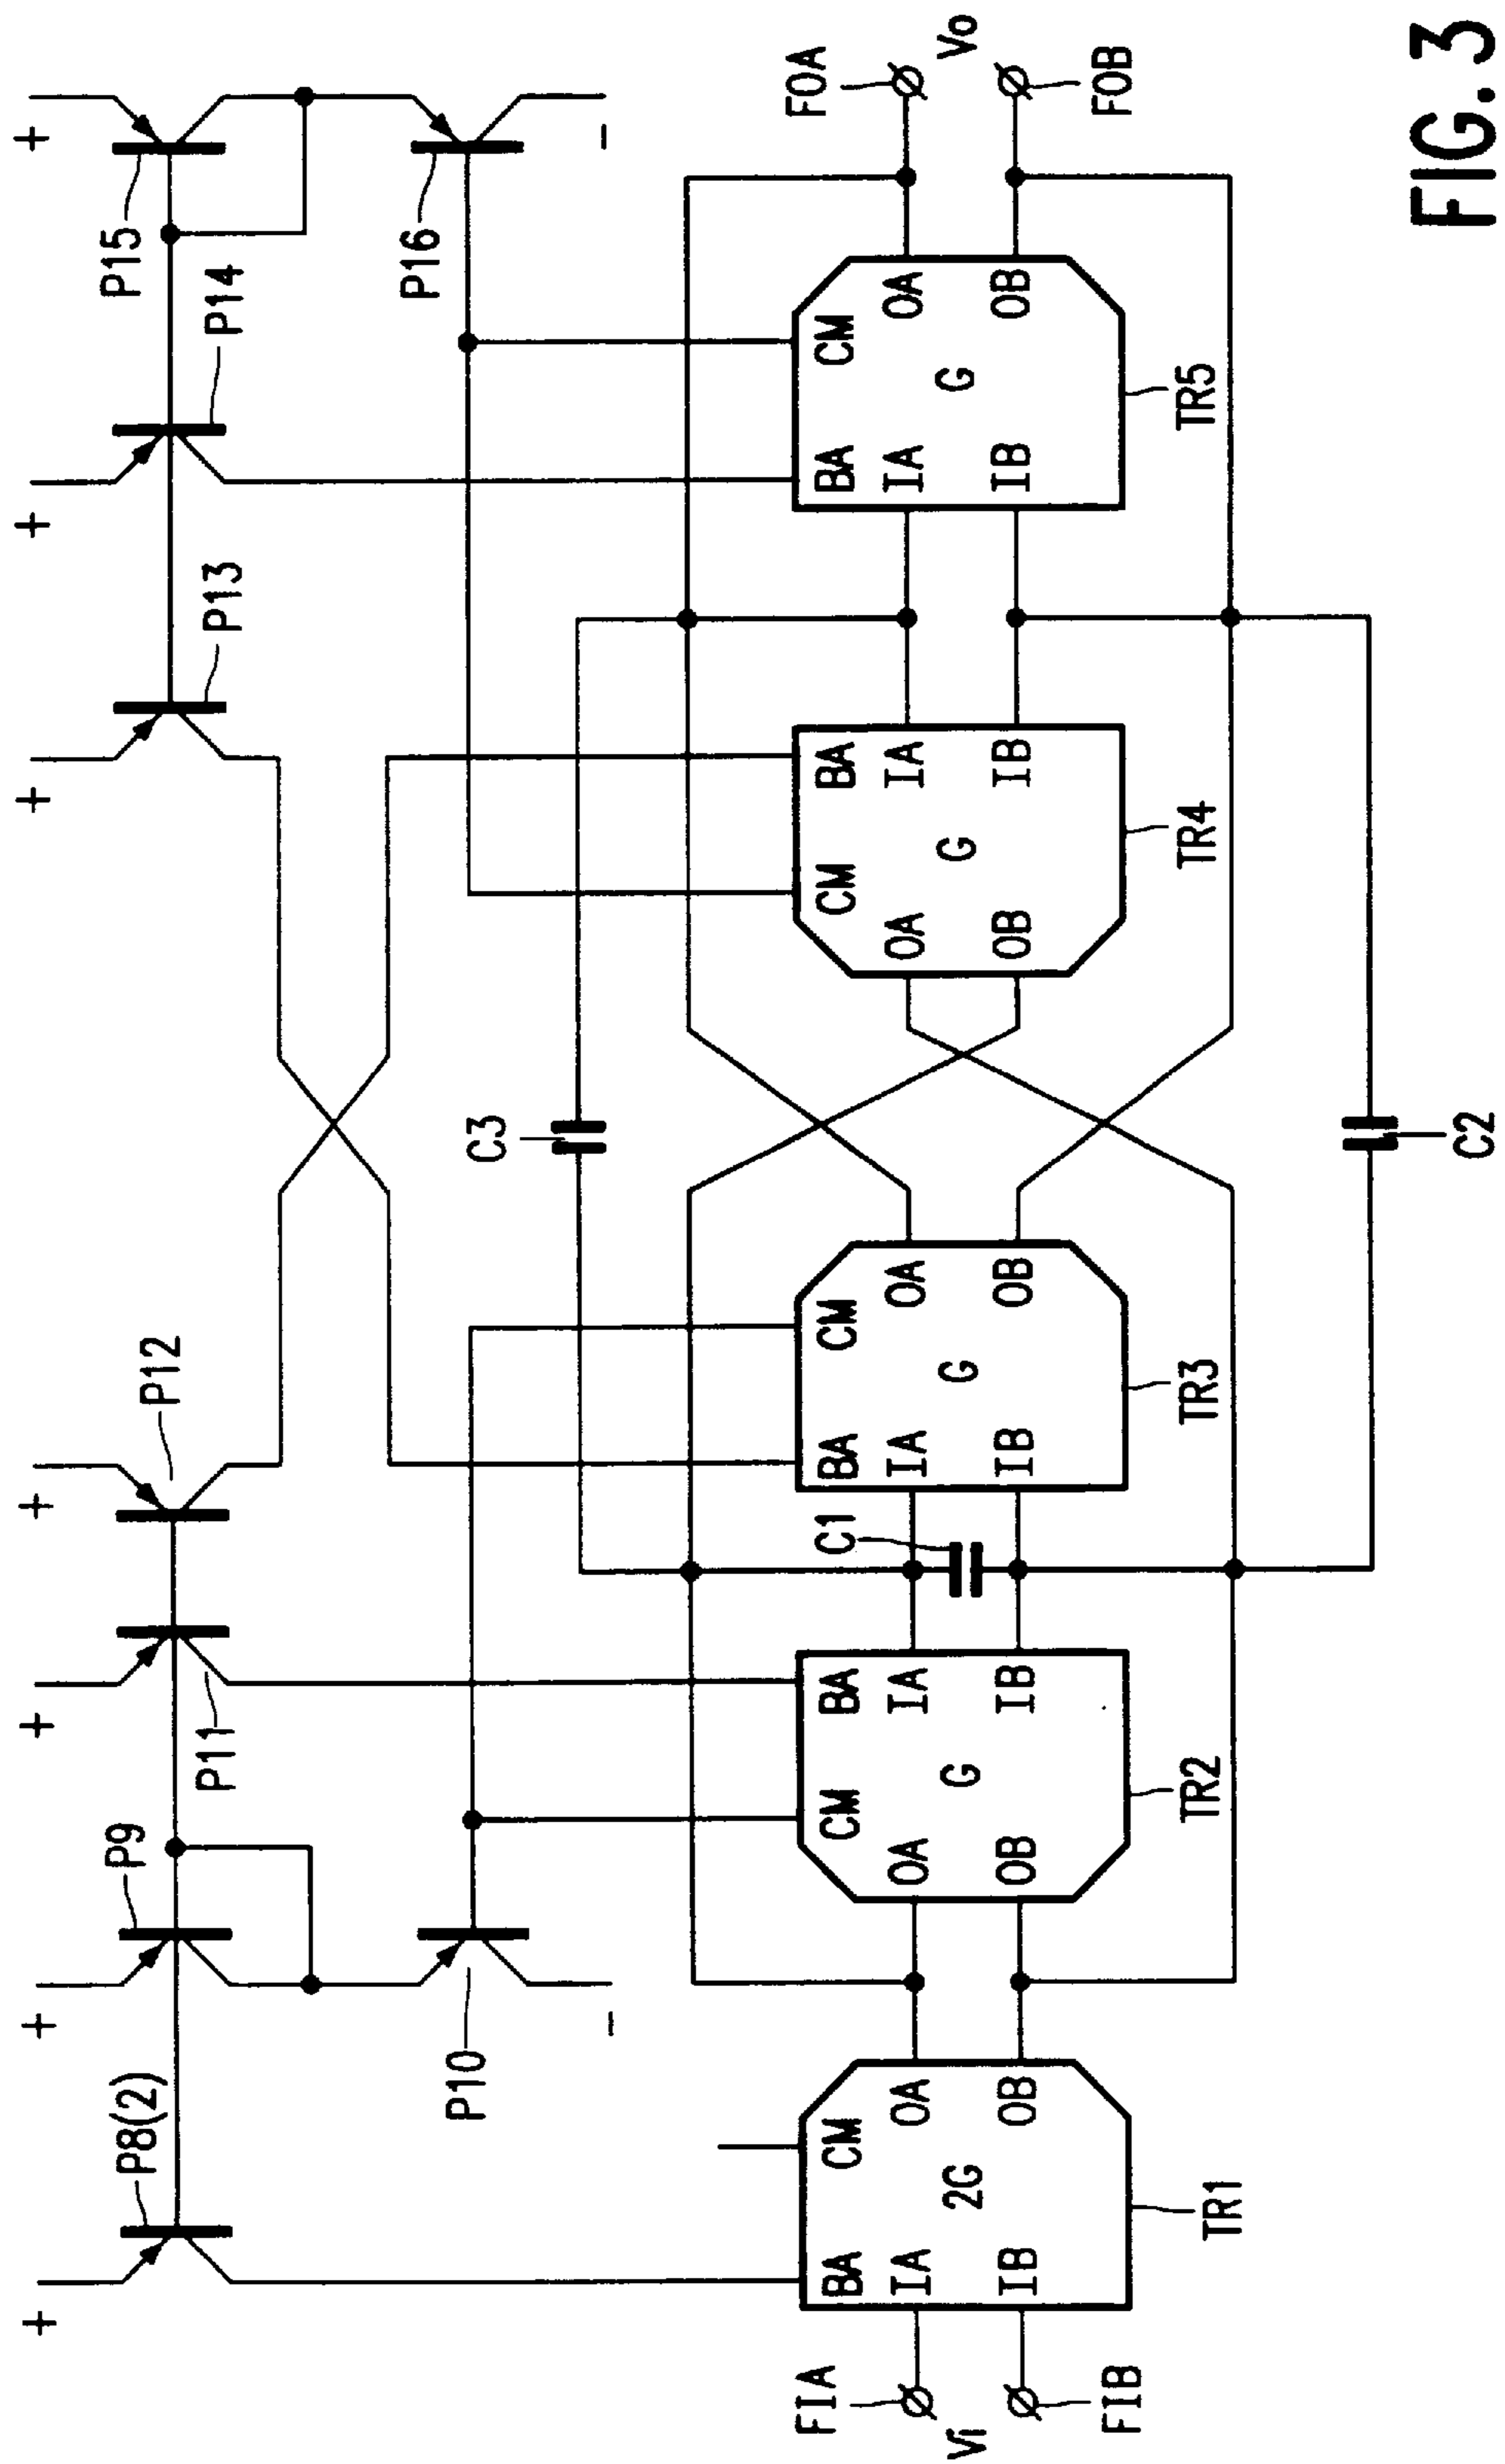 + + + + + + +
P8(2) P9 P11 P12 P13 P14 P15
P10 P16
- -
C3
FIA FOA
BA CM CM BA BA CM CM BA BA CM
IA OA OA IA C1 IA OA OA IA IA OA
Vi 2G G G G G Vo
IB OB OB IB IB OB OB IB IB OB
FIB FOB
TR1 TR2 TR3 TR4 TR5
C2
FIG. 3